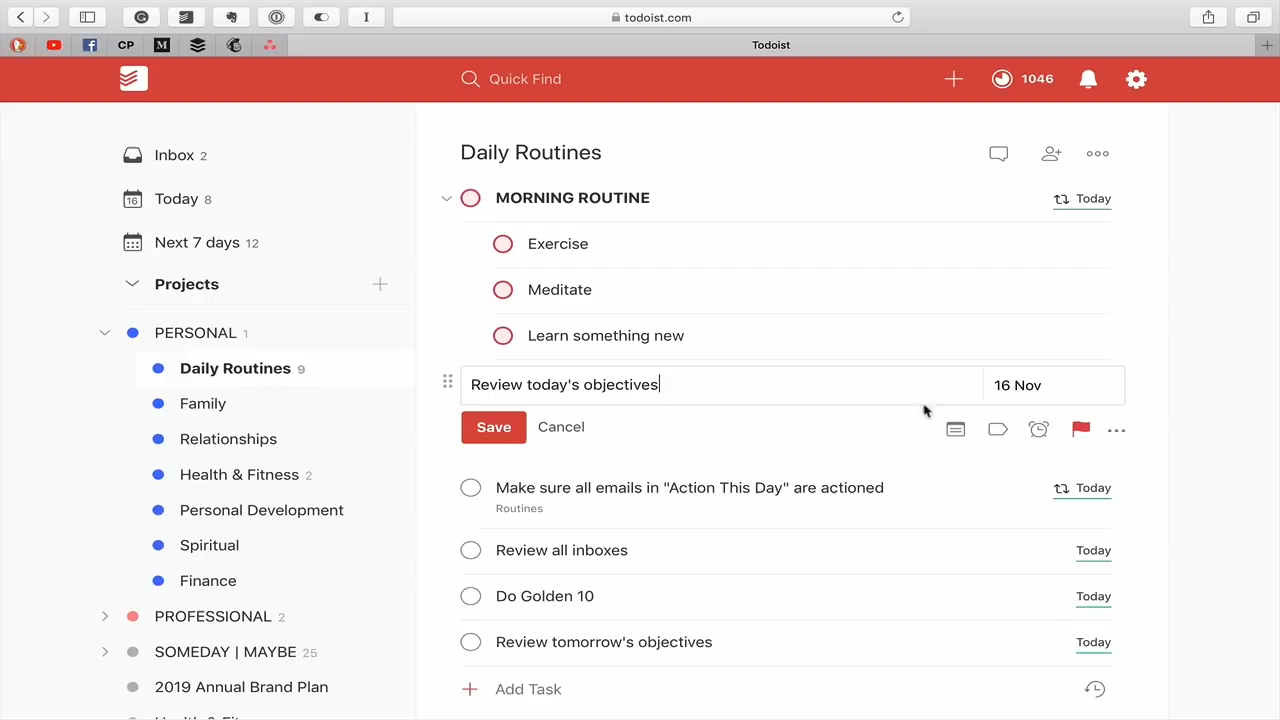 todoist.com
CP
M
Todoist
Quick Find
1046
Inbox 2
16
Today 8
Next 7 days 12
Projects
PERSONAL 1
Daily Routines 9
Family
Relationships
Health & Fitness 2
Personal Development
Spiritual
Finance
PROFESSIONAL 2
SOMEDAY | MAYBE 25
2019 Annual Brand Plan
Daily Routines
MORNING ROUTINE
Today
Exercise
Meditate
Learn something new
Review today's objectives
16 Nov
Save
Cancel
Make sure all emails in "Action This Day" are actioned
Today
Routines
Review all inboxes
Today
Do Golden 10
Today
Review tomorrow's objectives
Today
Add Task